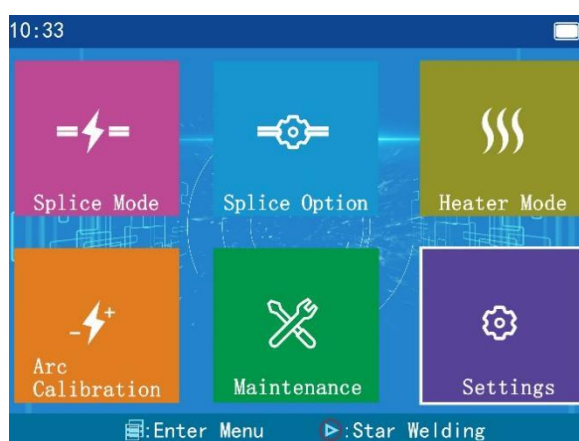 10:33
Splice Mode
Splice Option
Heater Mode
Arc
Calibration
Maintenance
Settings
:Enter Menu :Star Welding